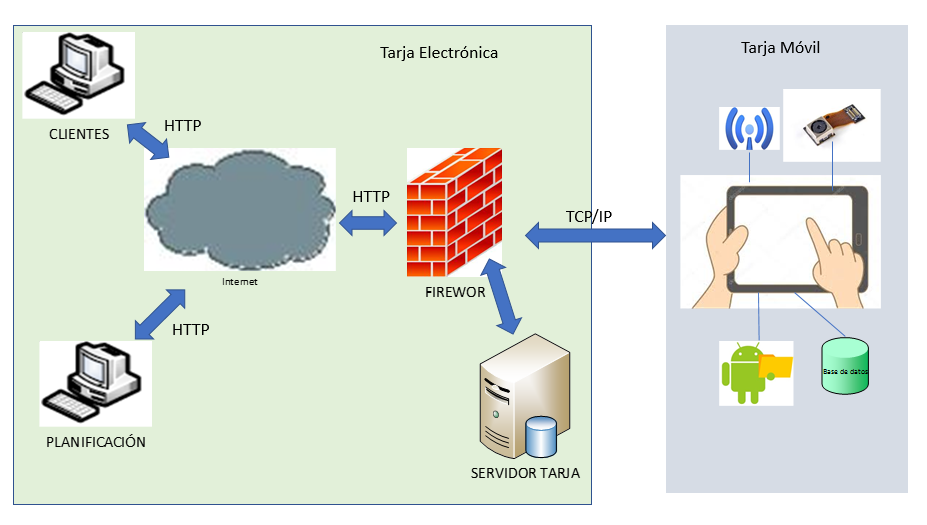 Tarja Electrónica
Tarja Móvil
CLIENTES
HTTP
HTTP
TCP/IP
Internet
FIREWOR
HTTP
Base de datos
PLANIFICACIÓN
SERVIDOR TARJA